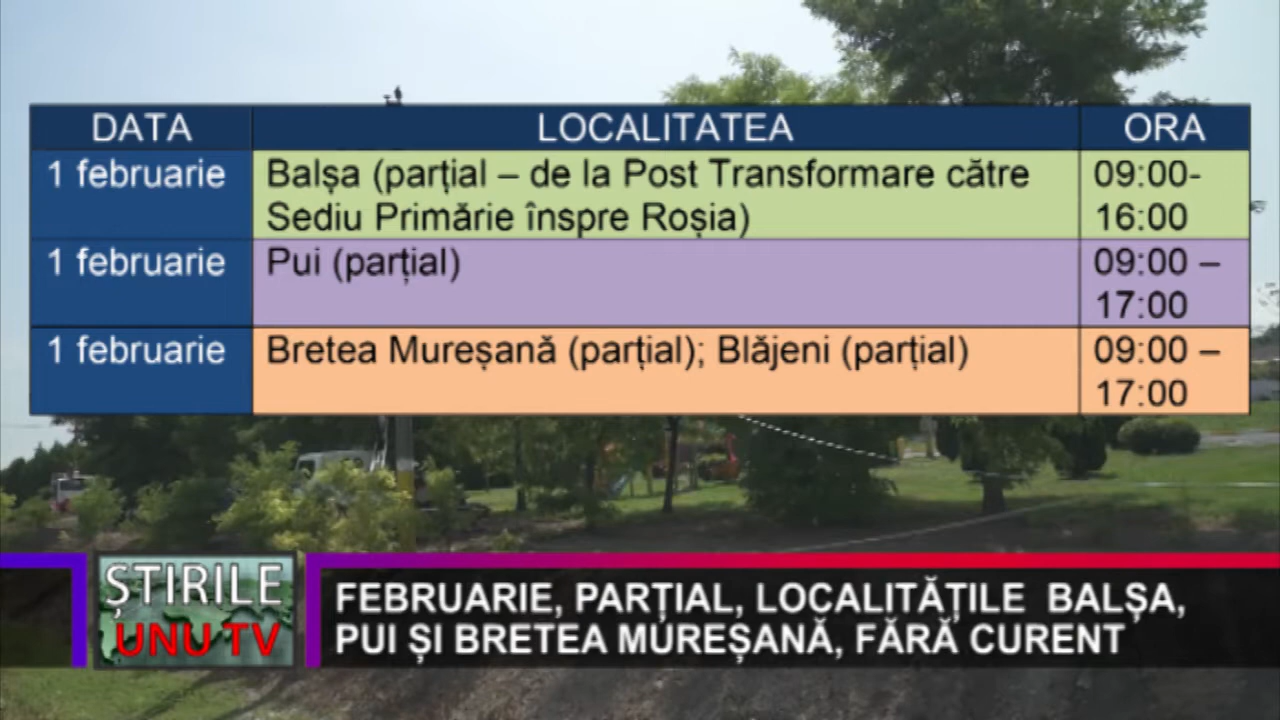 DATA LOCALITATEA ORA
1 februarie Balșa (parțial – de la Post Transformare către 09:00-
Sediu Primărie înspre Roșia) 16:00
1 februarie Pui (parțial) 09:00 –
17:00
1 februarie Bretea Mureșană (parțial); Blăjeni (parțial) 09:00 –
17:00
ȘTIRILE
UNU TV
FEBRUARIE, PARȚIAL, LOCALITĂȚILE BALȘA,
PUI ȘI BRETEA MUREȘANĂ, FĂRĂ CURENT